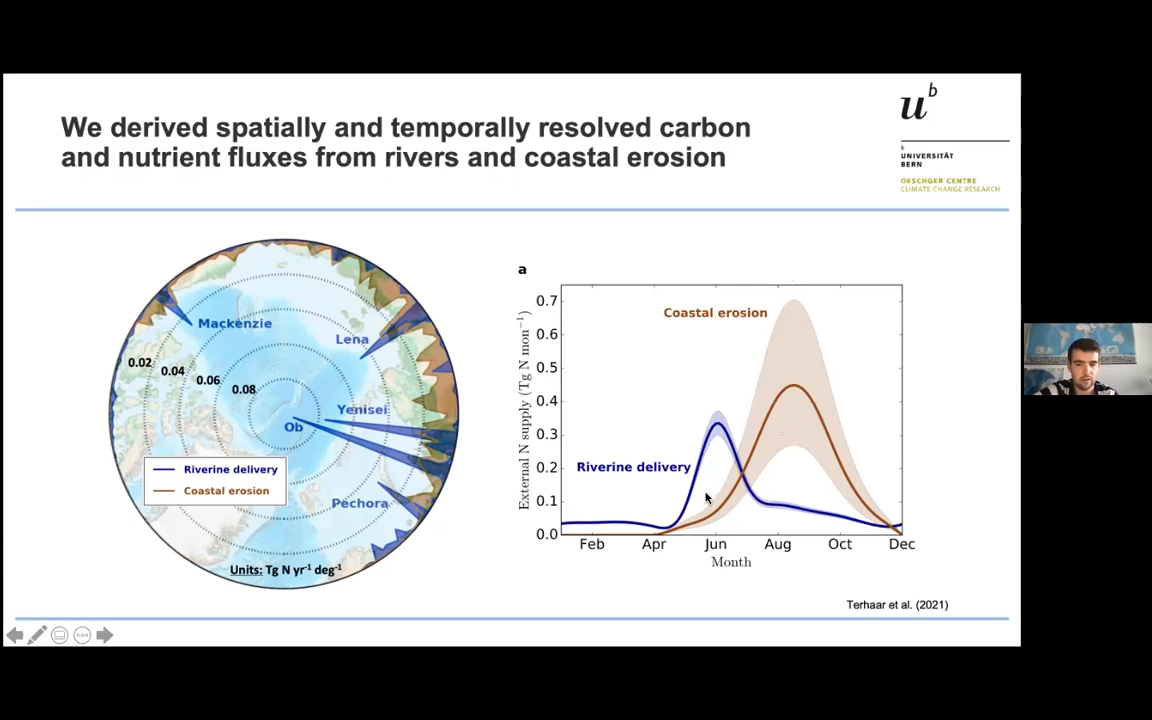 We derived spatially and temporally resolved carbon
and nutrient fluxes from rivers and coastal erosion
u^b
b
UNIVERSITÄT
BERN
OESCHGER CENTRE
CLIMATE CHANGE RESEARCH
Mackenzie
Lena
0.02
0.04
0.06
0.08
Yenisei
Ob
Riverine delivery
Coastal erosion
Pechora
Units: Tg N yr⁻¹ deg⁻¹
a
External N supply (Tg N mon⁻¹)
0.7
0.6
0.5
0.4
0.3
0.2
0.1
0.0
Coastal erosion
Riverine delivery
Feb Apr Jun Aug Oct Dec
Month
Terhaar et al. (2021)